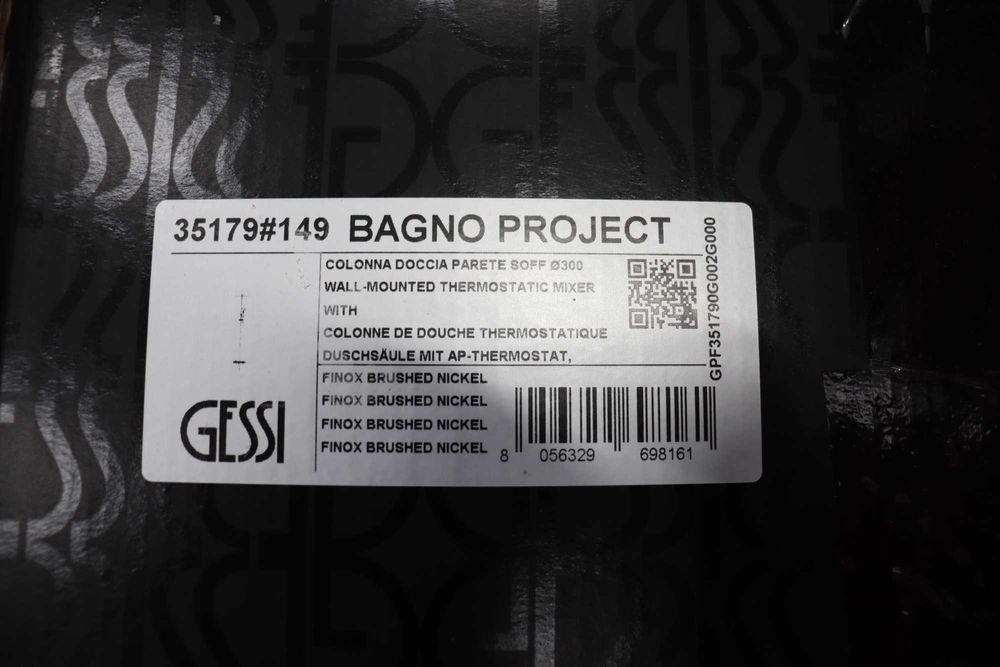 35179#149 BAGNO PROJECT
COLONNA DOCCIA PARETE SOFF Ø300
WALL-MOUNTED THERMOSTATIC MIXER
WITH
COLONNE DE DOUCHE THERMOSTATIQUE
DUSCHSÄULE MIT AP-THERMOSTAT,
FINOX BRUSHED NICKEL
FINOX BRUSHED NICKEL
FINOX BRUSHED NICKEL
FINOX BRUSHED NICKEL
GESSI
8 056329 698161
GPF351790G002G000